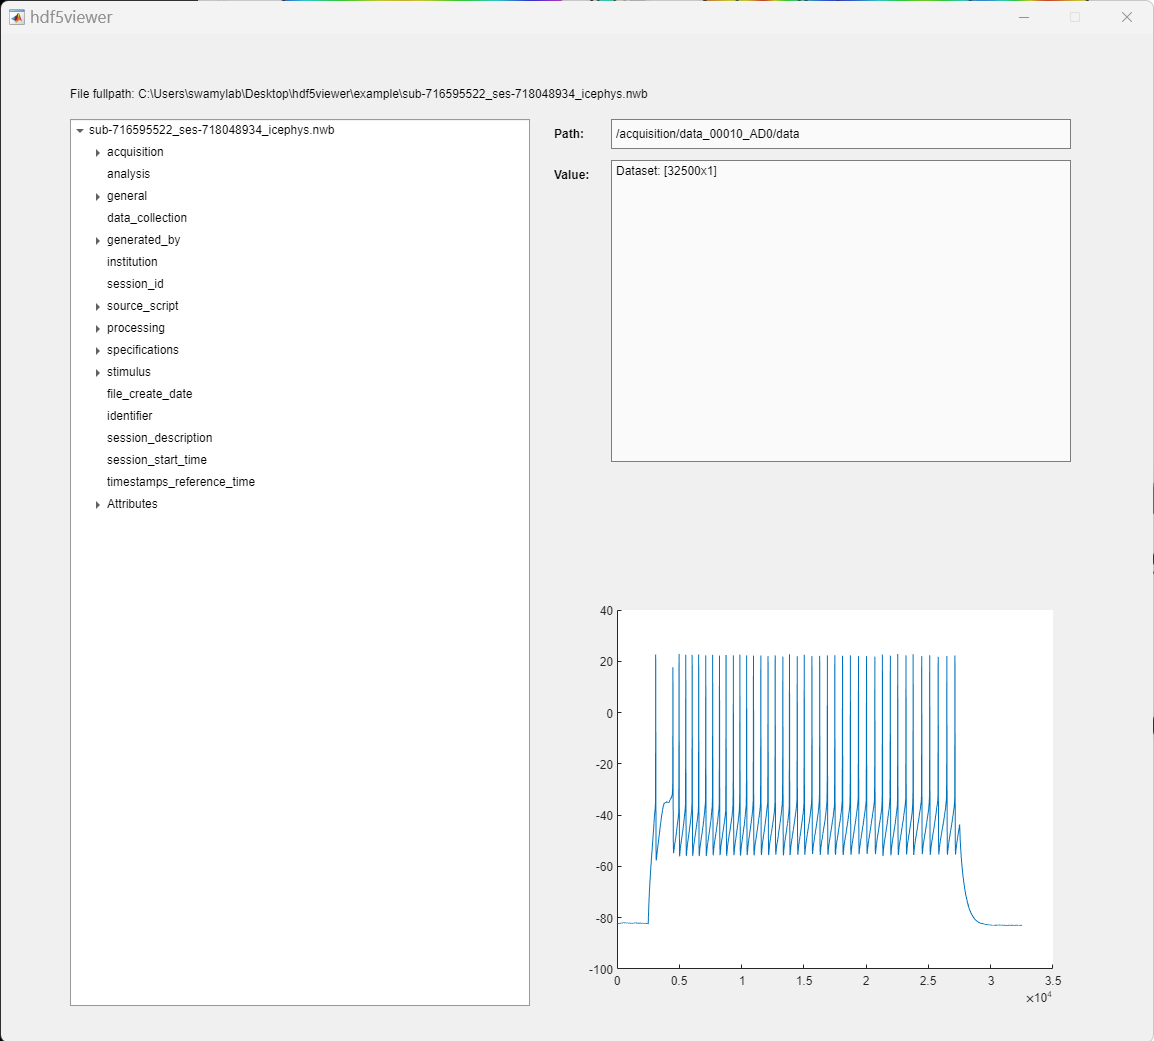 hdf5viewer
File fullpath: C:\Users\swamylab\Desktop\hdf5viewer\example\sub-716595522_ses-718048934_icephys.nwb
sub-716595522_ses-718048934_icephys.nwb
acquisition
analysis
general
data_collection
generated_by
institution
session_id
source_script
processing
specifications
stimulus
file_create_date
identifier
session_description
session_start_time
timestamps_reference_time
Attributes
Path: /acquisition/data_00010_AD0/data
Value: Dataset: [32500x1]
40
20
0
-20
-40
-60
-80
-100
0 0.5 1 1.5 2 2.5 3 3.5
×10⁴